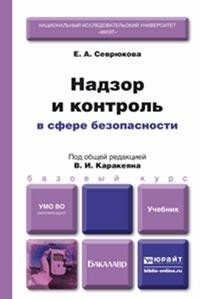 НАЦИОНАЛЬНЫЙ ИССЛЕДОВАТЕЛЬСКИЙ УНИВЕРСИТЕТ
«МИЭТ»
Е. А. Севрюкова
Надзор
и контроль
в сфере безопасности
Под общей редакцией
В. И. Каракеяна
базовый курс
УМО ВО
рекомендует
Учебник
БАКАЛАВР
юрайт
biblio-online.ru